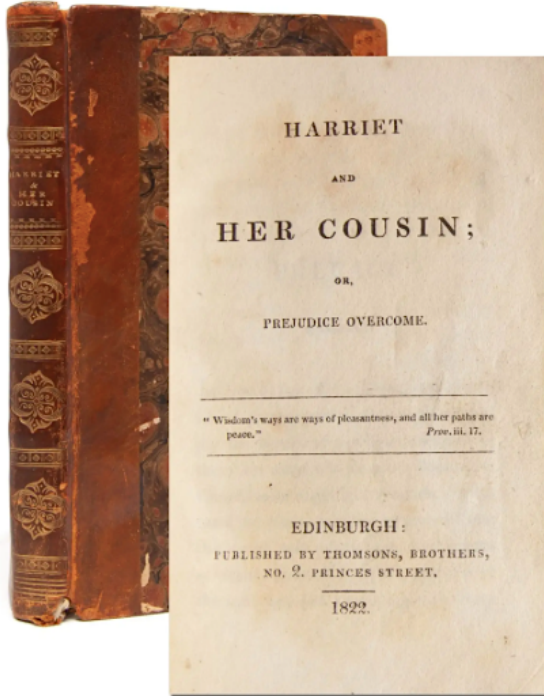 HARRIET
&
HER
COUSIN
HARRIET
AND
HER COUSIN;
OR,
PREJUDICE OVERCOME.
" Wisdom's ways are ways of pleasantness, and all her paths are
peace." Prov. iii. 17.
EDINBURGH:
PUBLISHED BY THOMSONS, BROTHERS,
NO. 2. PRINCES STREET.
1822.